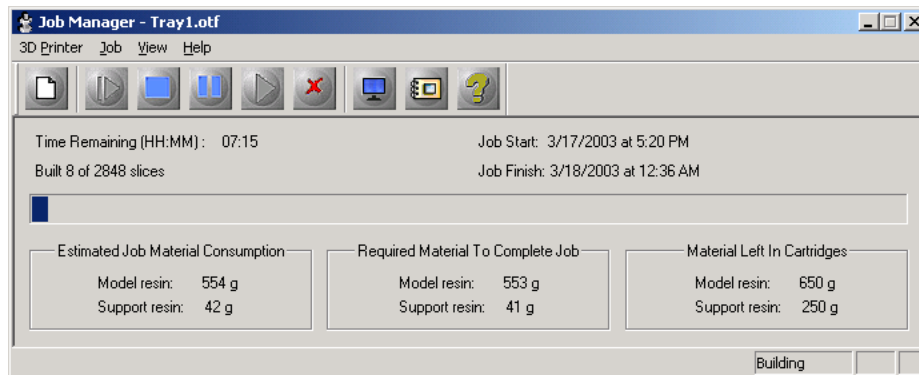 Job Manager - Tray1.otf
3D Printer Job View Help
Time Remaining (HH:MM) : 07:15 Job Start: 3/17/2003 at 5:20 PM
Built 8 of 2848 slices Job Finish: 3/18/2003 at 12:36 AM
Estimated Job Material Consumption Required Material To Complete Job Material Left In Cartridges
Model resin: 554 g Model resin: 553 g Model resin: 650 g
Support resin: 42 g Support resin: 41 g Support resin: 250 g
Building